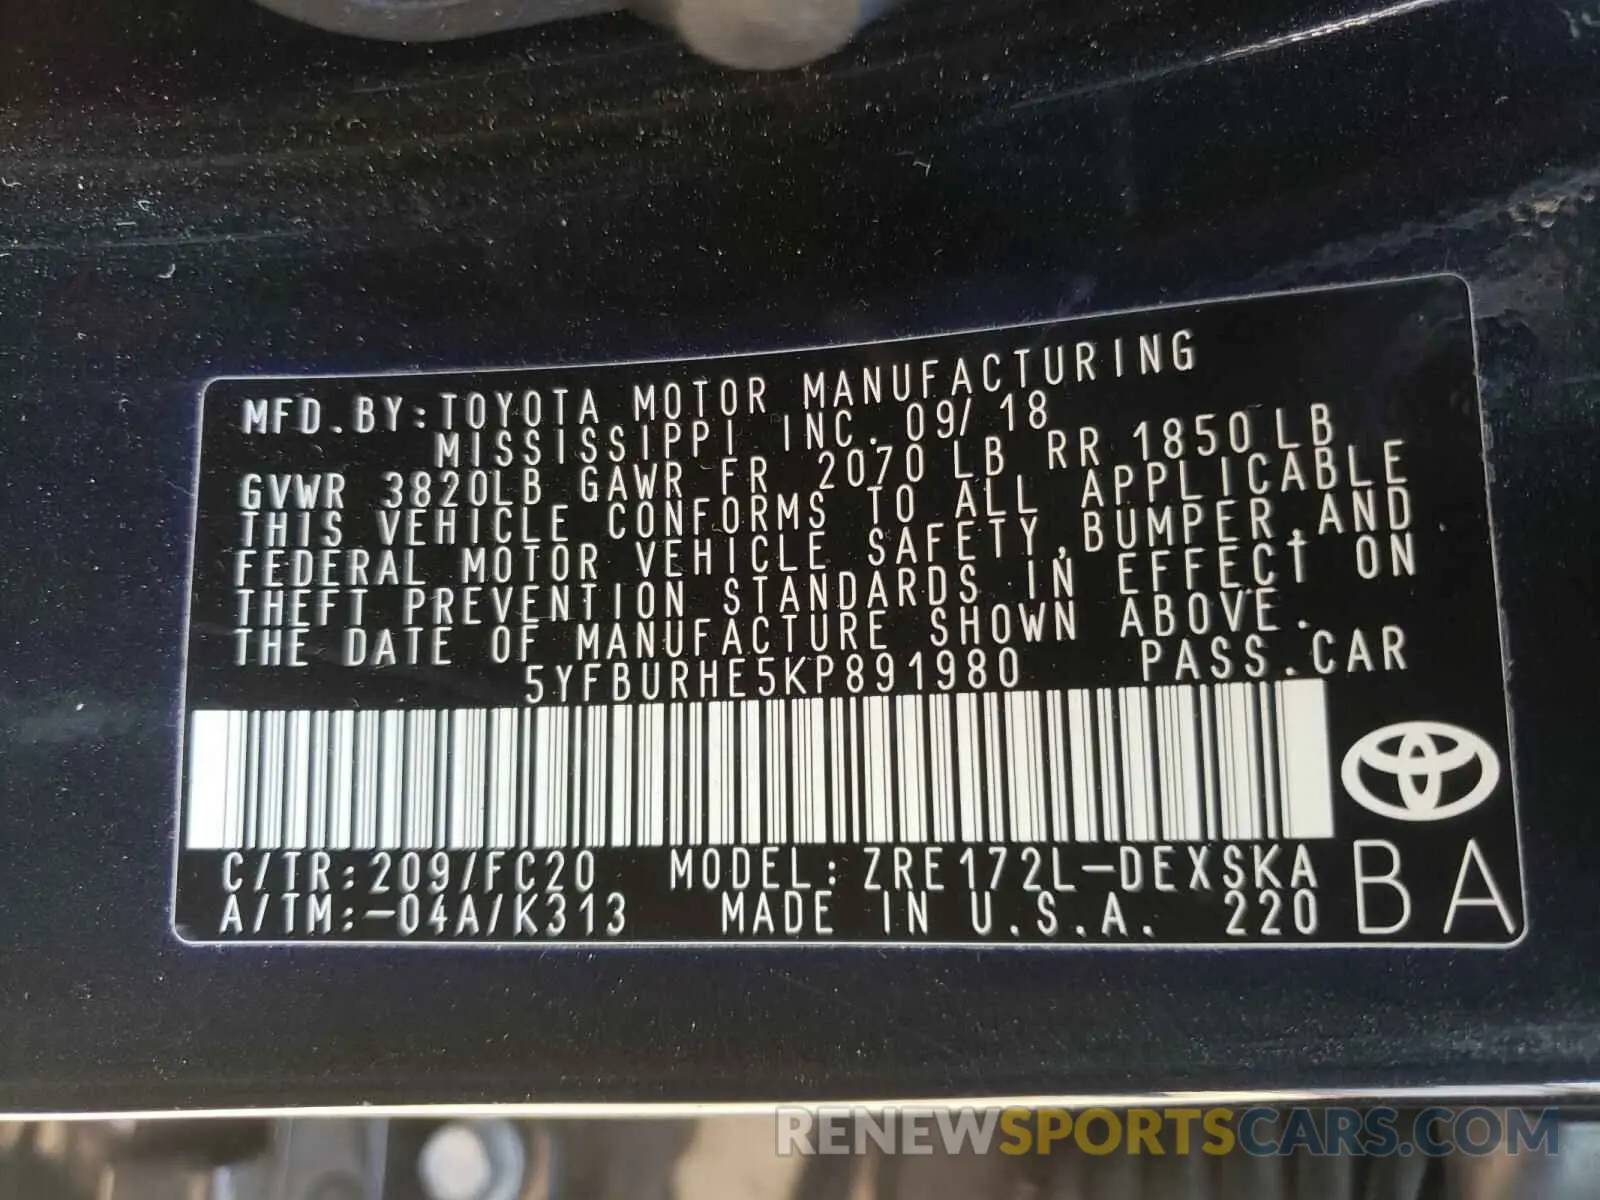 MFD.BY:TOYOTA MOTOR MANUFACTURING
MISSISSIPPI INC. 09/18
GVWR 3820LB GAWR FR 2070LB RR 1850LB
THIS VEHICLE CONFORMS TO ALL APPLICABLE
FEDERAL MOTOR VEHICLE SAFETY,BUMPER,AND
THEFT PREVENTION STANDARDS IN EFFECT ON
THE DATE OF MANUFACTURE SHOWN ABOVE.
5YFBURHE5KP891980 PASS.CAR
C/TR:209/FC20 MODEL:ZRE172L-DEXSKA
A/TM:-04A/K313 MADE IN U.S.A. 220
BA
RENEWSPORTSCARS.COM